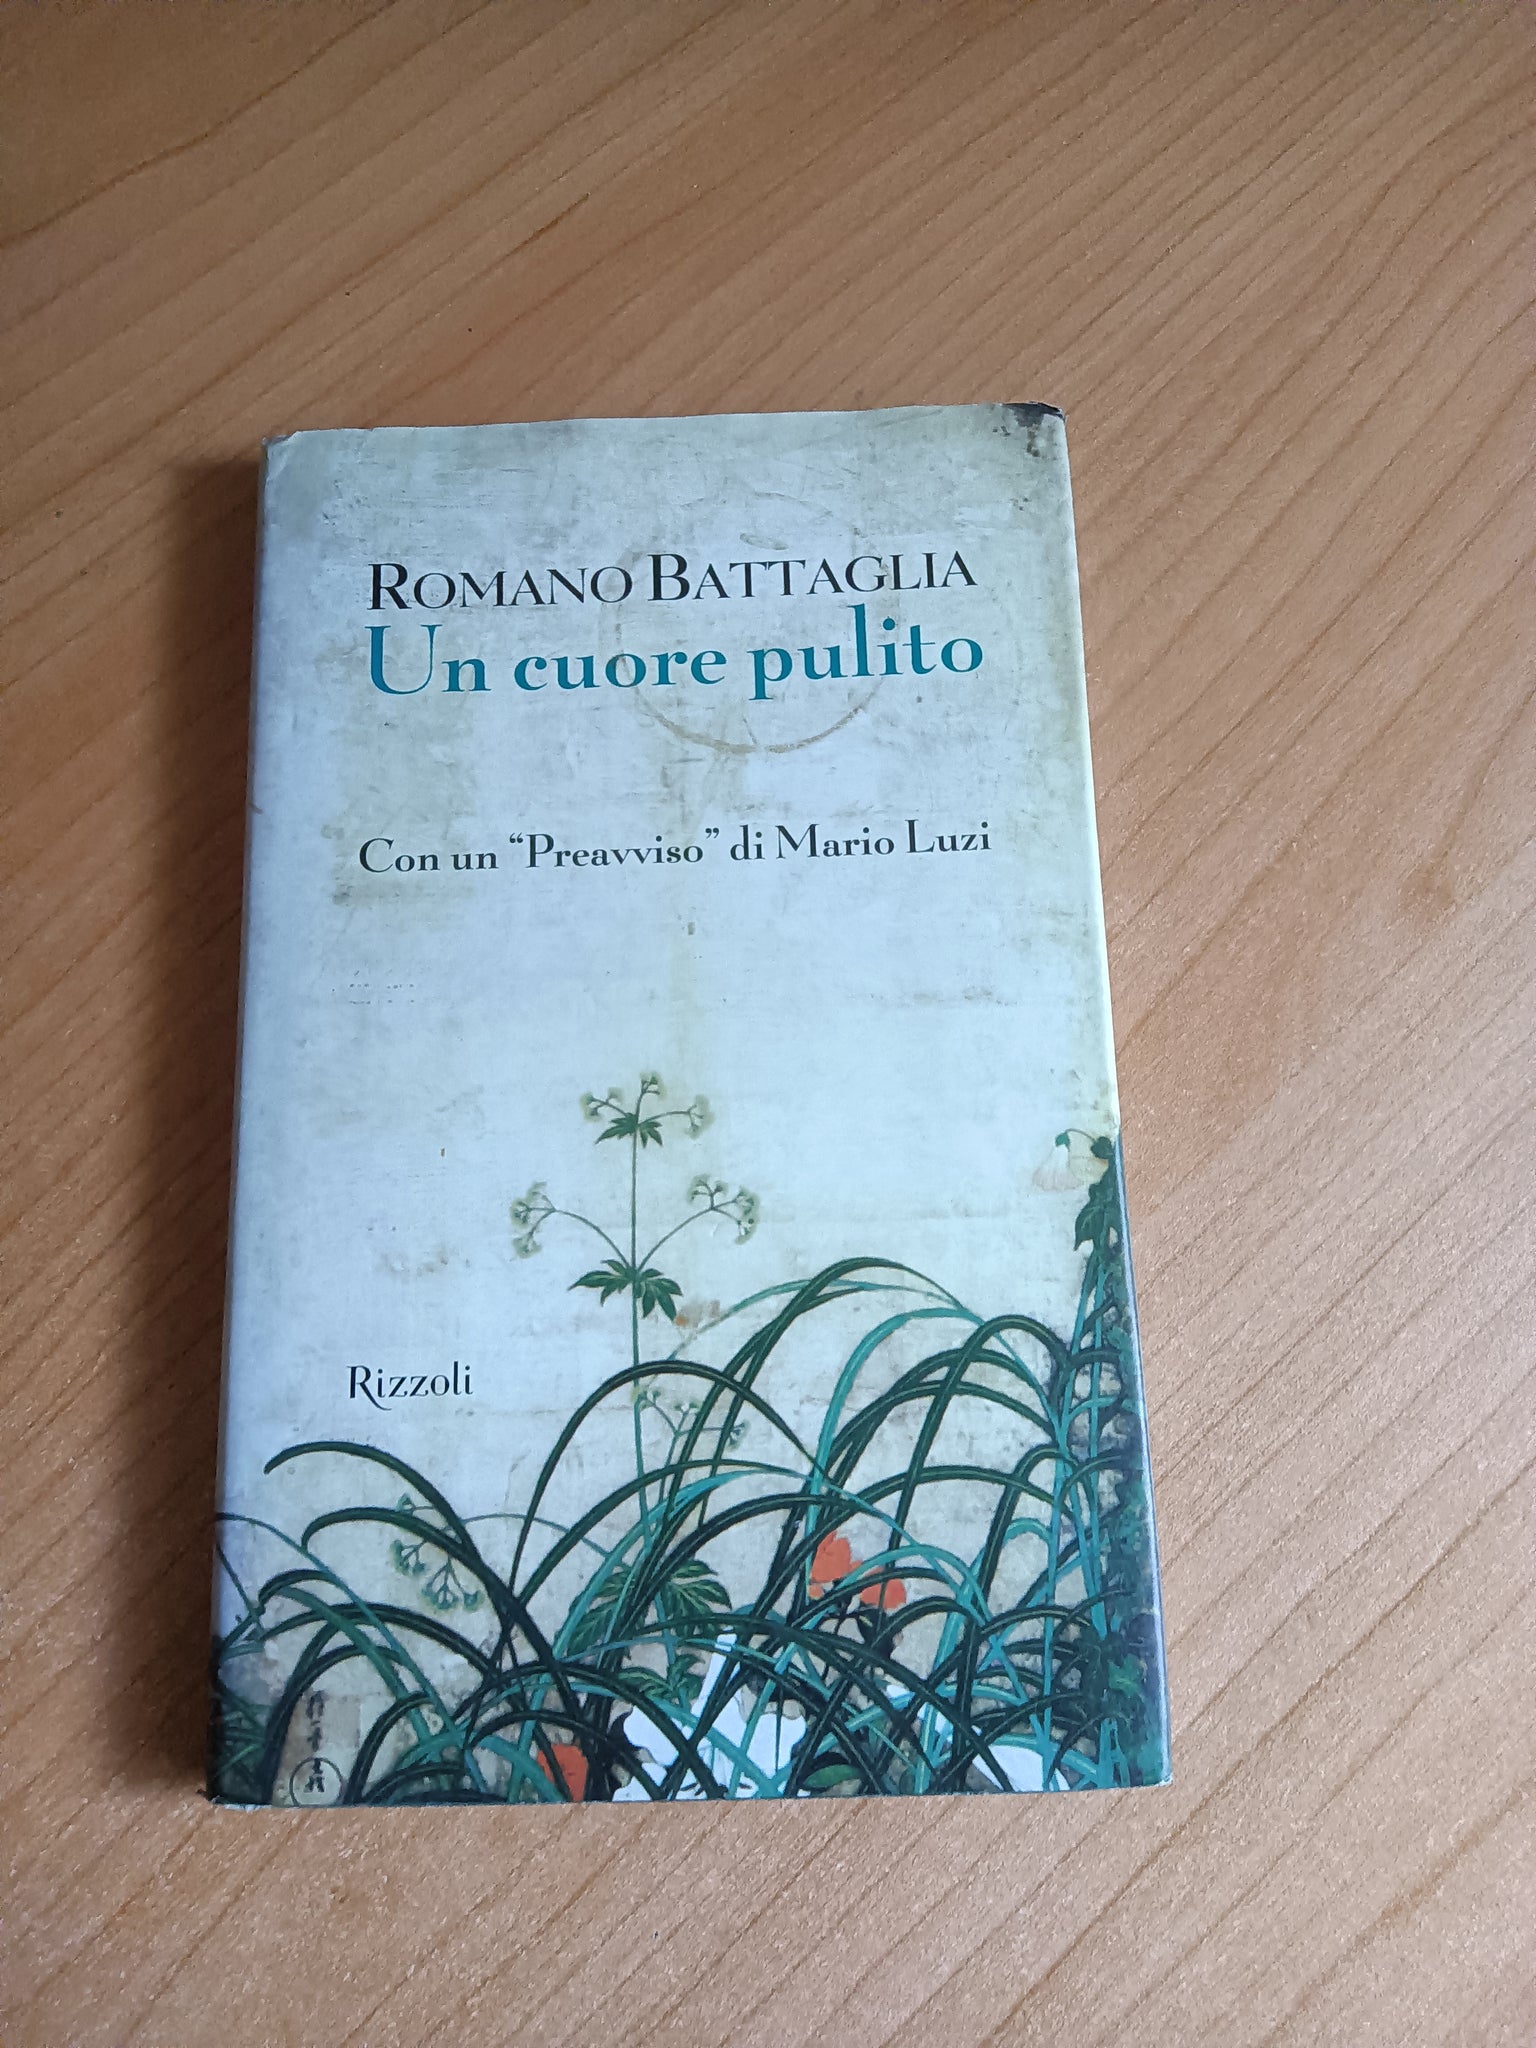 ROMANO BATTAGLIA
Un cuore pulito
Con un “Preavviso” di Mario Luzi
Rizzoli